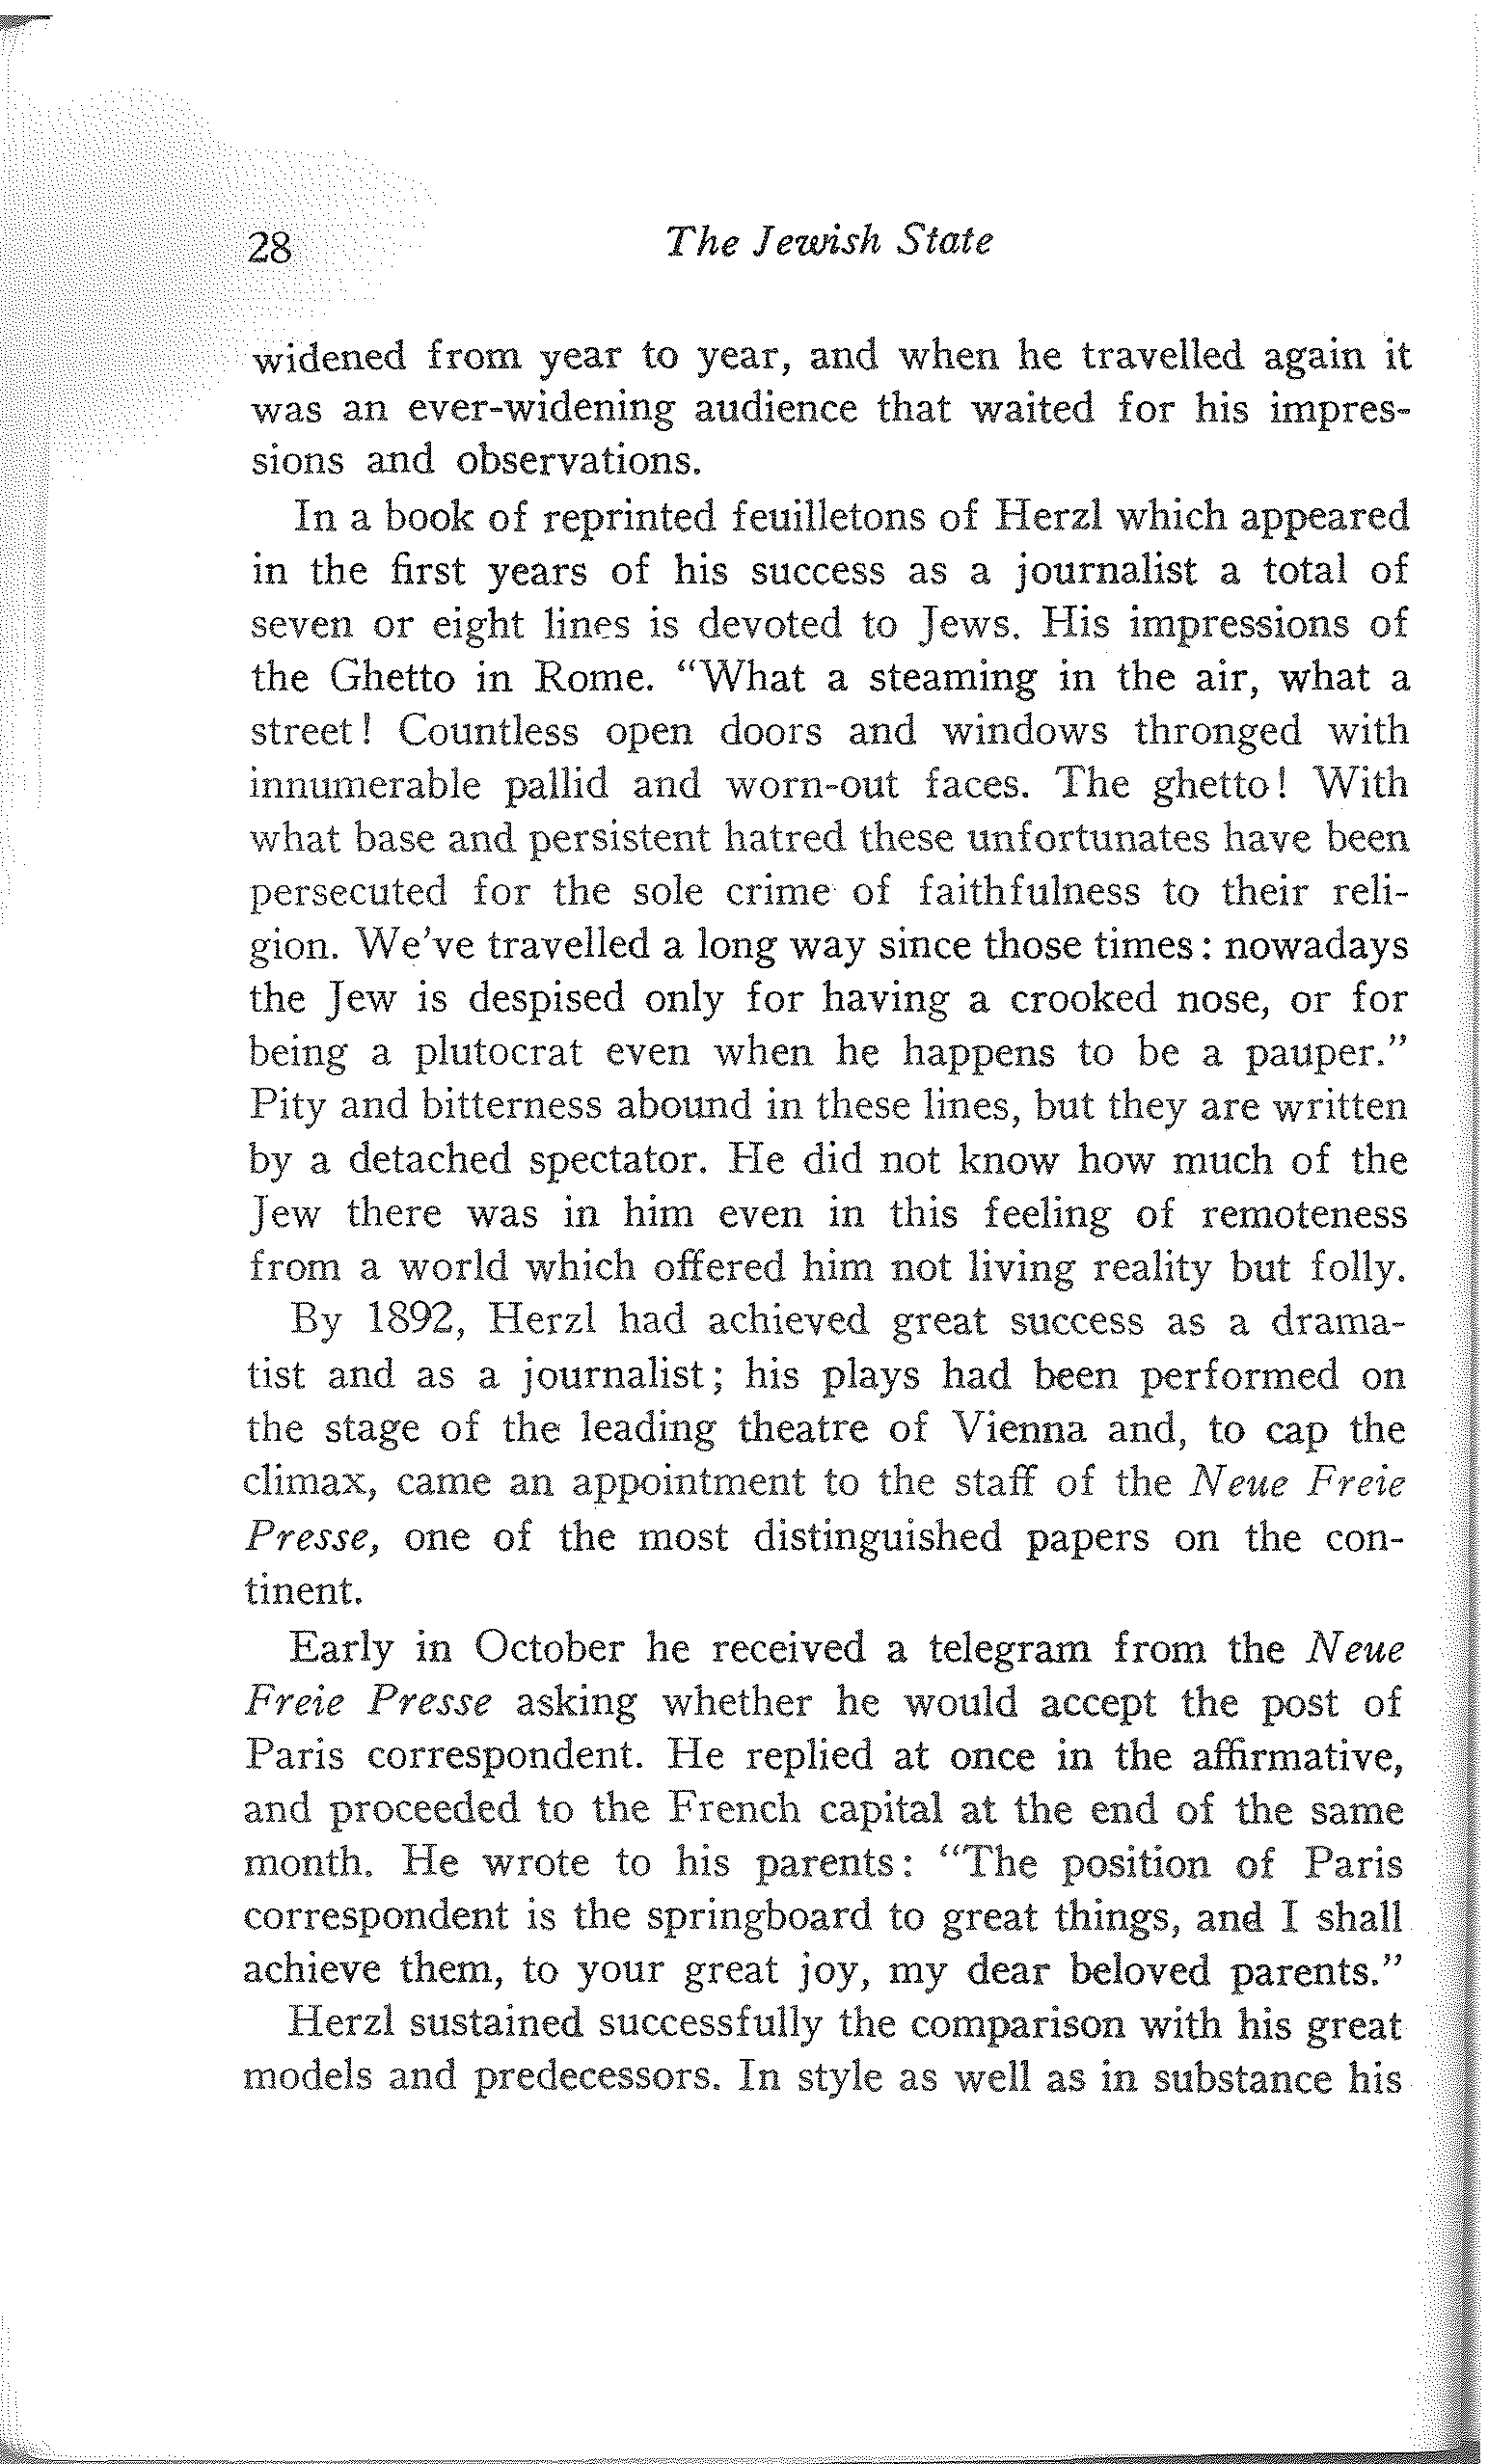 28 The Jewish State
widened from year to year, and when he travelled again it
was an ever-widening audience that waited for his impres-
sions and observations.
In a book of reprinted feuilletons of Herzl which appeared
in the first years of his success as a journalist a total of
seven or eight lines is devoted to Jews. His impressions of
the Ghetto in Rome. “What a steaming in the air, what a
street! Countless open doors and windows thronged with
innumerable pallid and worn-out faces. The ghetto! With
what base and persistent hatred these unfortunates have been
persecuted for the sole crime of faithfulness to their reli-
gion. We’ve travelled a long way since those times: nowadays
the Jew is despised only for having a crooked nose, or for
being a plutocrat even when he happens to be a pauper.”
Pity and bitterness abound in these lines, but they are written
by a detached spectator. He did not know how much of the
Jew there was in him even in this feeling of remoteness
from a world which offered him not living reality but folly.
By 1892, Herzl had achieved great success as a drama-
tist and as a journalist; his plays had been performed on
the stage of the leading theatre of Vienna and, to cap the
climax, came an appointment to the staff of the Neue Freie
Presse, one of the most distinguished papers on the con-
tinent.
Early in October he received a telegram from the Neue
Freie Presse asking whether he would accept the post of
Paris correspondent. He replied at once in the affirmative,
and proceeded to the French capital at the end of the same
month. He wrote to his parents: “The position of Paris
correspondent is the springboard to great things, and I shall
achieve them, to your great joy, my dear beloved parents.”
Herzl sustained successfully the comparison with his great
models and predecessors. In style as well as in substance his